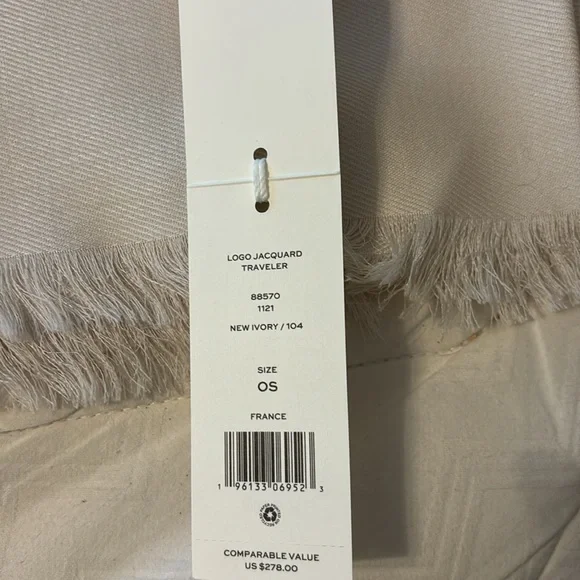 LOGO JACQUARD
TRAVELER
88570
1121
NEW IVORY / 104
SIZE
OS
FRANCE
1 96133 06952 3
COMPARABLE VALUE
US $278.00